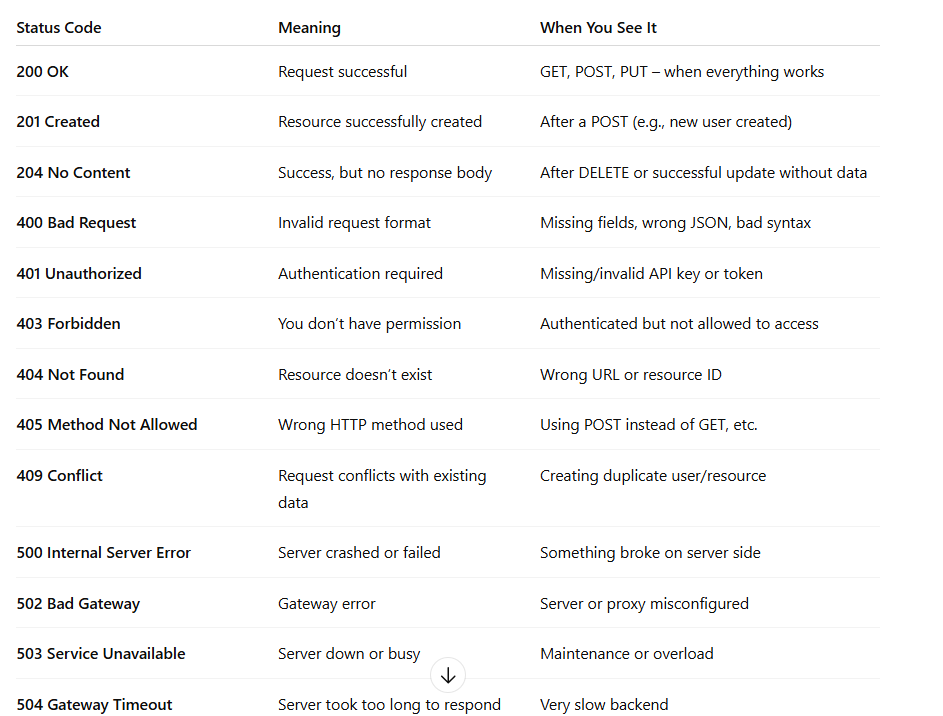 Status Code Meaning When You See It
200 OK Request successful GET, POST, PUT – when everything works
201 Created Resource successfully created After a POST (e.g., new user created)
204 No Content Success, but no response body After DELETE or successful update without data
400 Bad Request Invalid request format Missing fields, wrong JSON, bad syntax
401 Unauthorized Authentication required Missing/invalid API key or token
403 Forbidden You don’t have permission Authenticated but not allowed to access
404 Not Found Resource doesn’t exist Wrong URL or resource ID
405 Method Not Allowed Wrong HTTP method used Using POST instead of GET, etc.
409 Conflict Request conflicts with existing Creating duplicate user/resource
data
500 Internal Server Error Server crashed or failed Something broke on server side
502 Bad Gateway Gateway error Server or proxy misconfigured
503 Service Unavailable Server down or busy Maintenance or overload
504 Gateway Timeout Server took too long to respond Very slow backend